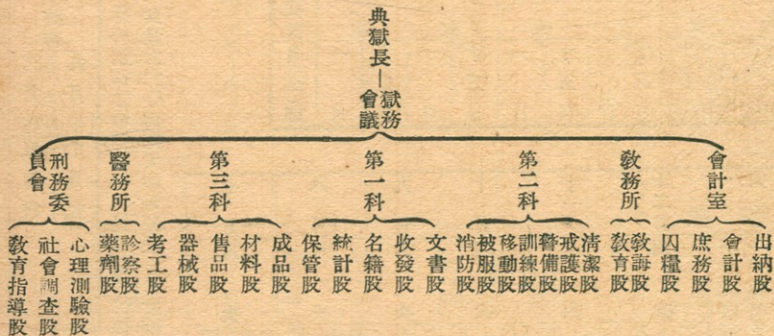 典獄長
獄務
會議
會計室
敎務所
第二科
第一科
第三科
醫務所
刑務委
員會
出納股
會計股
庶務股
囚糧股
敎誨股
敎育股
清潔股
戒護股
警備股
訓練股
移動股
被服股
消防股
文書股
收發股
名籍股
統計股
保管股
成品股
材料股
售品股
器械股
考工股
診察股
藥劑股
心理測驗股
社會調查股
敎育指導股